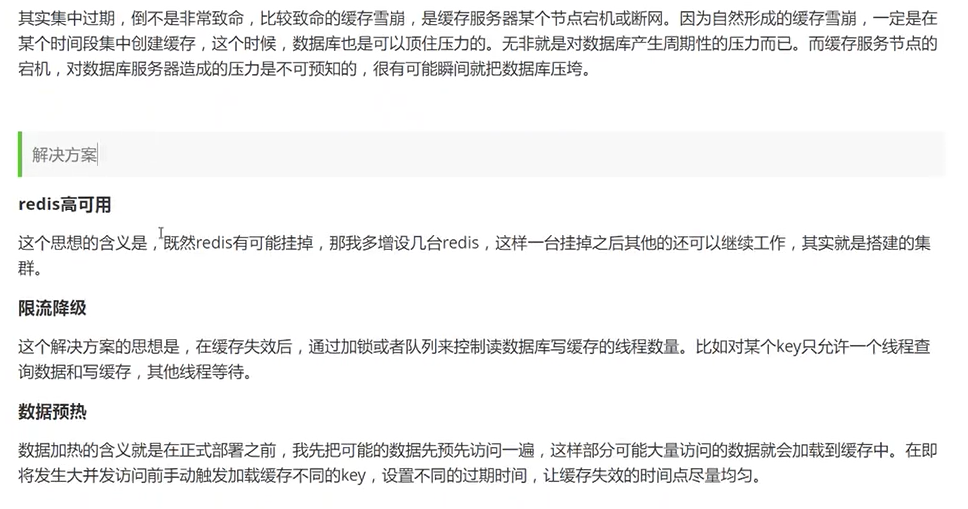 其实集中过期，倒不是非常致命，比较致命的缓存雪崩，是缓存服务器某个节点宕机或断网。因为自然形成的缓存雪崩，一定是在
某个时间段集中创建缓存，这个时候，数据库也是可以顶住压力的。无非就是对数据库产生周期性的压力而已。而缓存服务节点的
宕机，对数据库服务器造成的压力是不可预知的，很有可能瞬间就把数据库压垮。
解决方案
redis高可用
这个思想的含义是，既然redis有可能挂掉，那我多增设几台redis，这样一台挂掉之后其他的还可以继续工作，其实就是搭建的集
群。
限流降级
这个解决方案的思想是，在缓存失效后，通过加锁或者队列来控制读数据库写缓存的线程数量。比如对某个key只允许一个线程查
询数据和写缓存，其他线程等待。
数据预热
数据加热的含义就是在正式部署之前，我先把可能的数据先预先访问一遍，这样部分可能大量访问的数据就会加载到缓存中。在即
将发生大并发访问前手动触发加载缓存不同的key，设置不同的过期时间，让缓存失效的时间点尽量均匀。